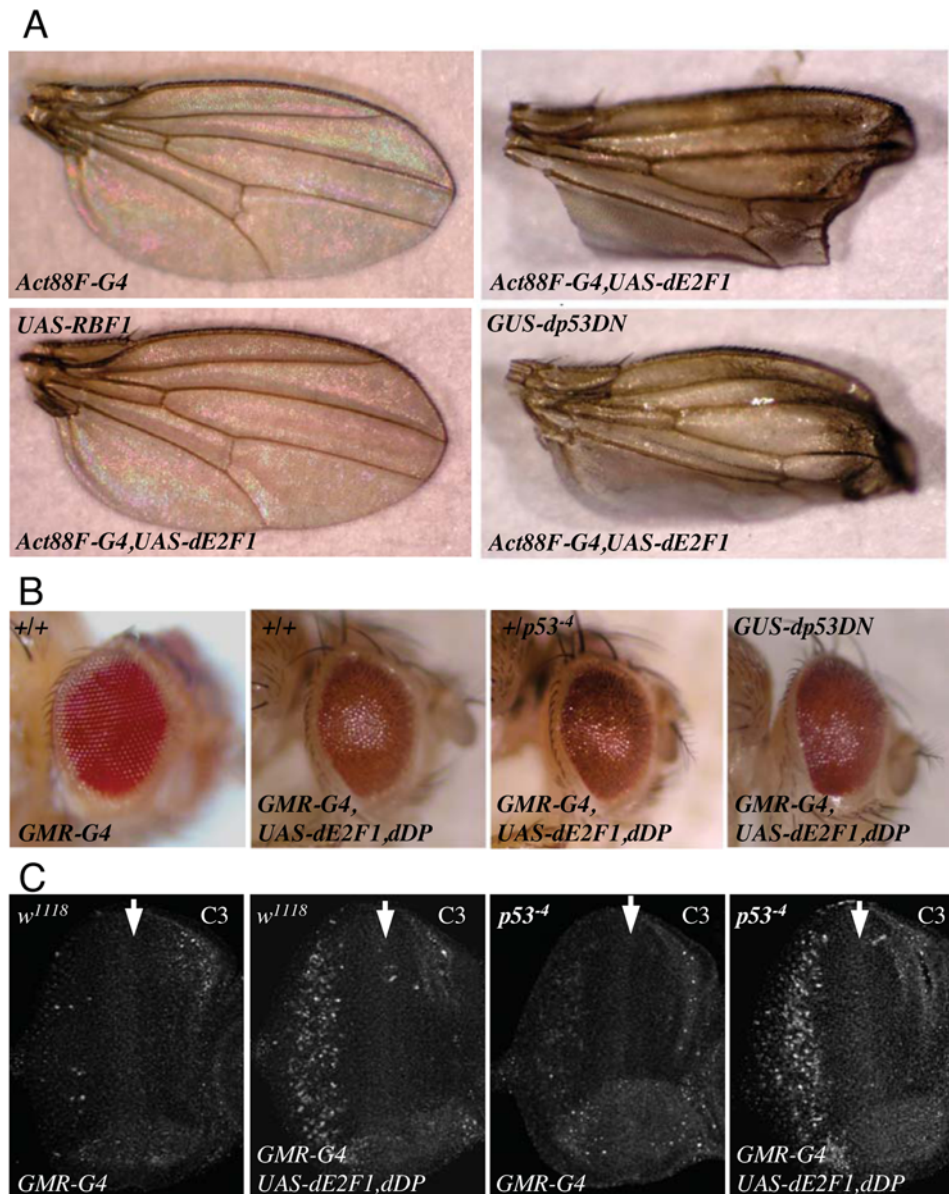 A
Act88F-G4
Act88F-G4,UAS-dE2F1
UAS-RBF1
Act88F-G4,UAS-dE2F1
GUS-dp53DN
Act88F-G4,UAS-dE2F1
B
+/+
GMR-G4
+/+
GMR-G4,
UAS-dE2F1,dDP
+/p53-4
GMR-G4,
UAS-dE2F1,dDP
GUS-dp53DN
GMR-G4,
UAS-dE2F1,dDP
C
w1118 C3
GMR-G4
w1118 C3
GMR-G4
UAS-dE2F1,dDP
p53-4 C3
GMR-G4
p53-4 C3
GMR-G4
UAS-dE2F1,dDP